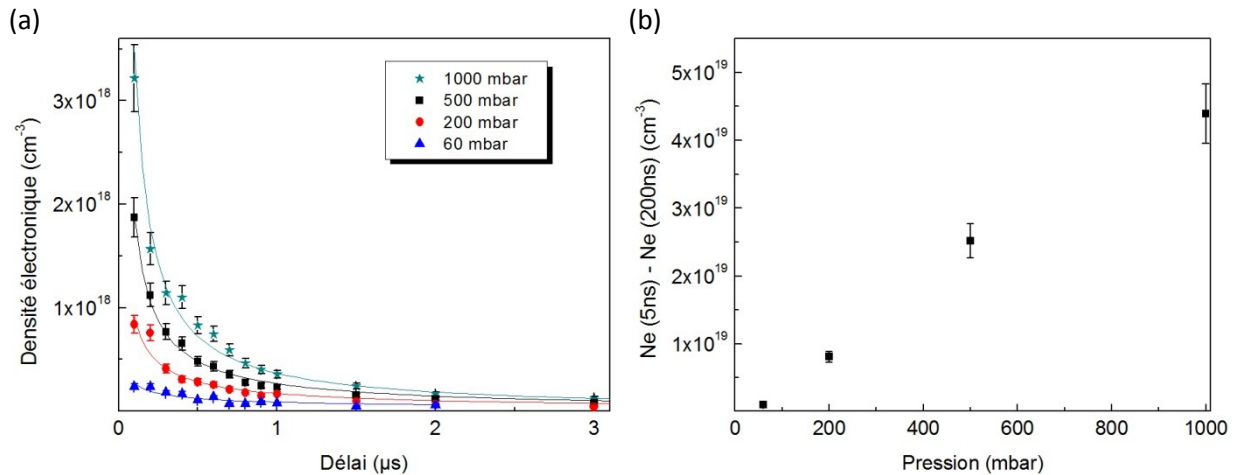 (a)
3x10^18
2x10^18
1x10^18
0
1
2
3
Densité électronique (cm^-3)
Délai (µs)
1000 mbar
500 mbar
200 mbar
60 mbar
(b)
5x10^19
4x10^19
3x10^19
2x10^19
1x10^19
0
200
400
600
800
1000
Ne (5ns) - Ne (200ns) (cm^-3)
Pression (mbar)